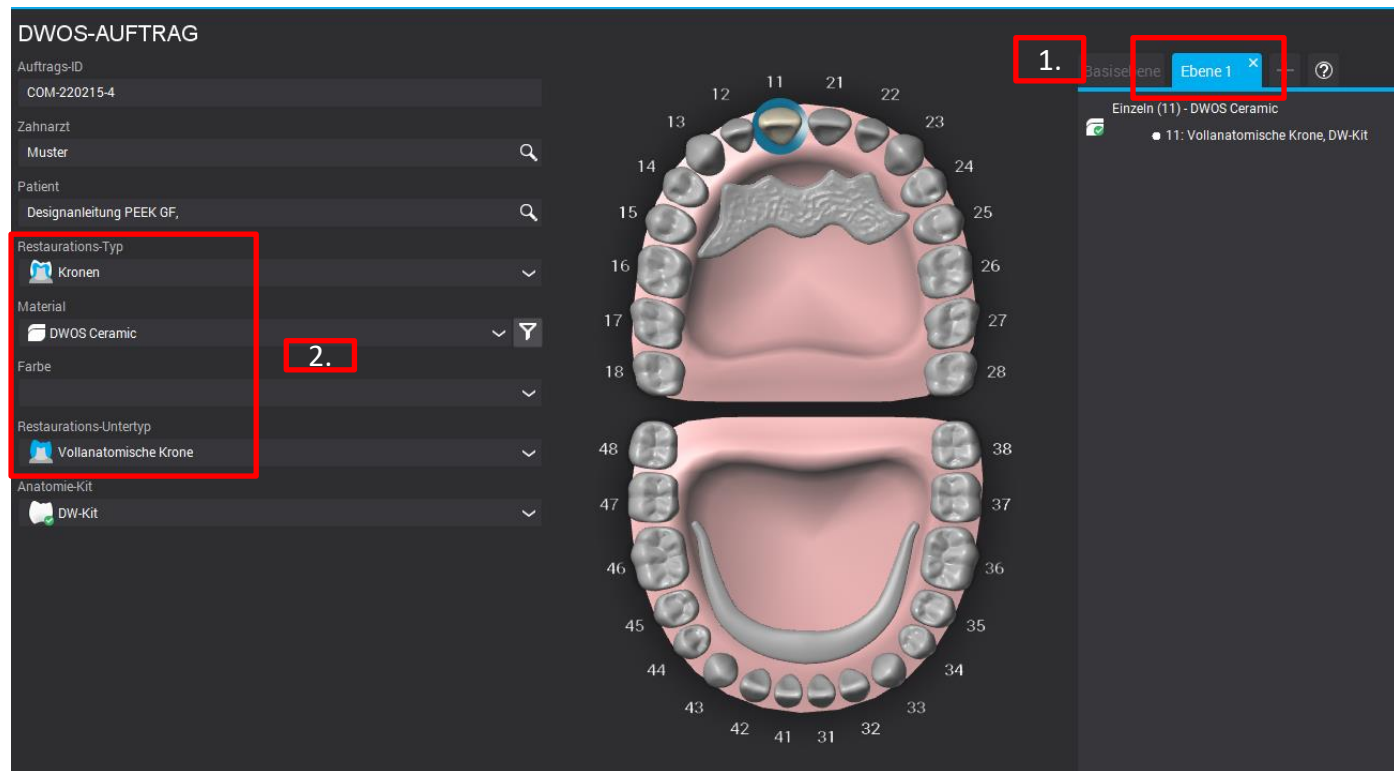 DWOS-AUFTRAG
Auftrags-ID
COM-220215-4
Zahnarzt
Muster
Patient
Designanleitung PEEK GF,
Restaurations-Typ
Kronen
Material
DWOS Ceramic
Farbe
Restaurations-Untertyp
Vollanatomische Krone
Anatomie-Kit
DW-Kit
2.
11 21
12 22
13 23
14 24
15 25
16 26
17 27
18 28
48 38
47 37
46 36
45 35
44 34
43 33
42 32
41 31
1.
Basisebene Ebene 1 × ?
Einzeln (11) - DWOS Ceramic
11: Vollanatomische Krone, DW-Kit